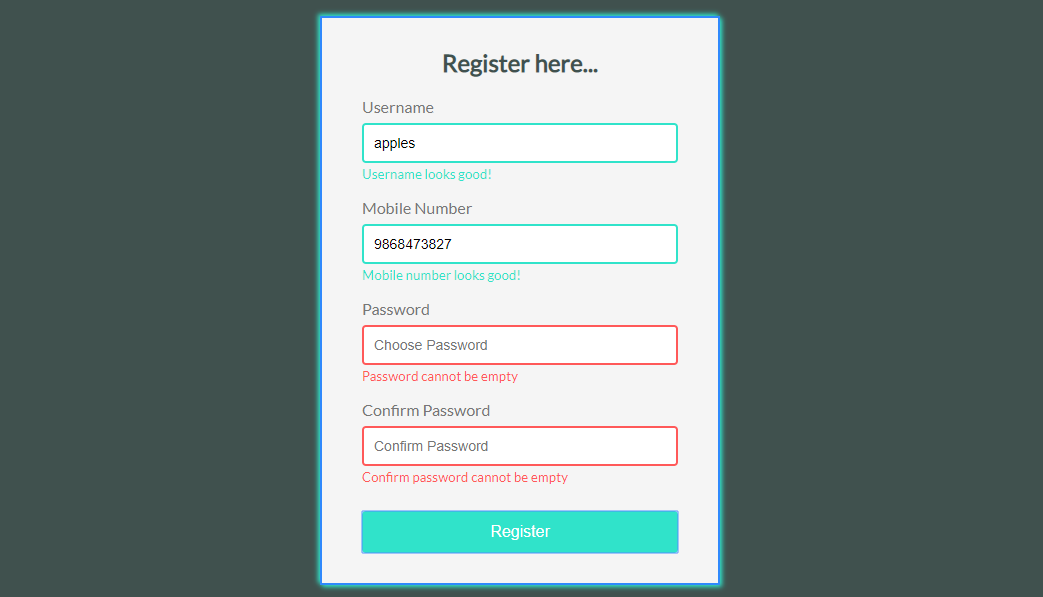 Register here...
Username
apples
Username looks good!
Mobile Number
9868473827
Mobile number looks good!
Password
Choose Password
Password cannot be empty
Confirm Password
Confirm Password
Confirm password cannot be empty
Register